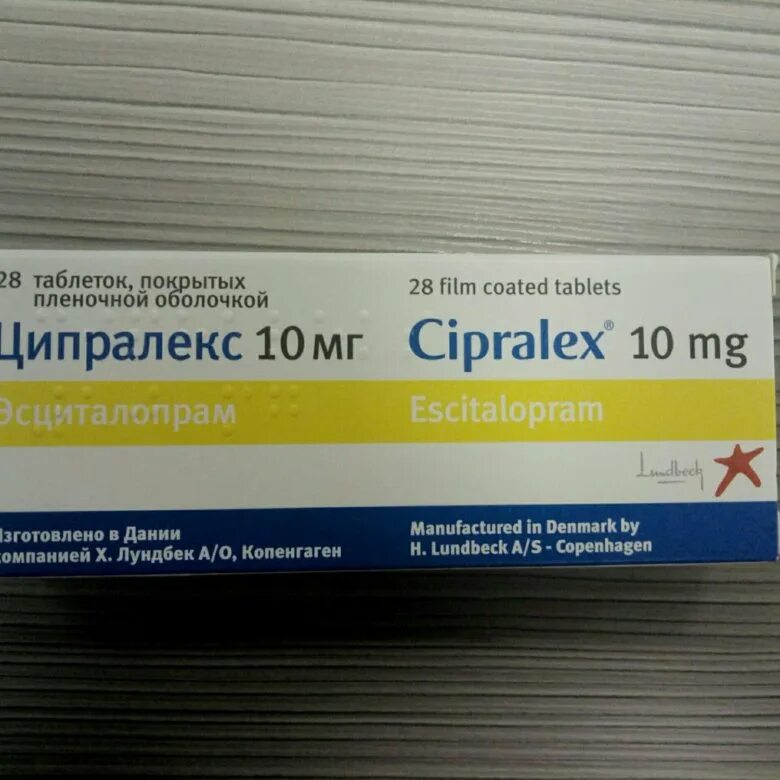 28 таблеток, покрытых
пленочной оболочкой
Ципралекс 10 мг
Эсциталопрам
Изготовлено в Дании
компанией Х. Лундбек А/О, Копенгаген
28 film coated tablets
Cipralex® 10 mg
Escitalopram
Lundbeck
Manufactured in Denmark by
H. Lundbeck A/S - Copenhagen